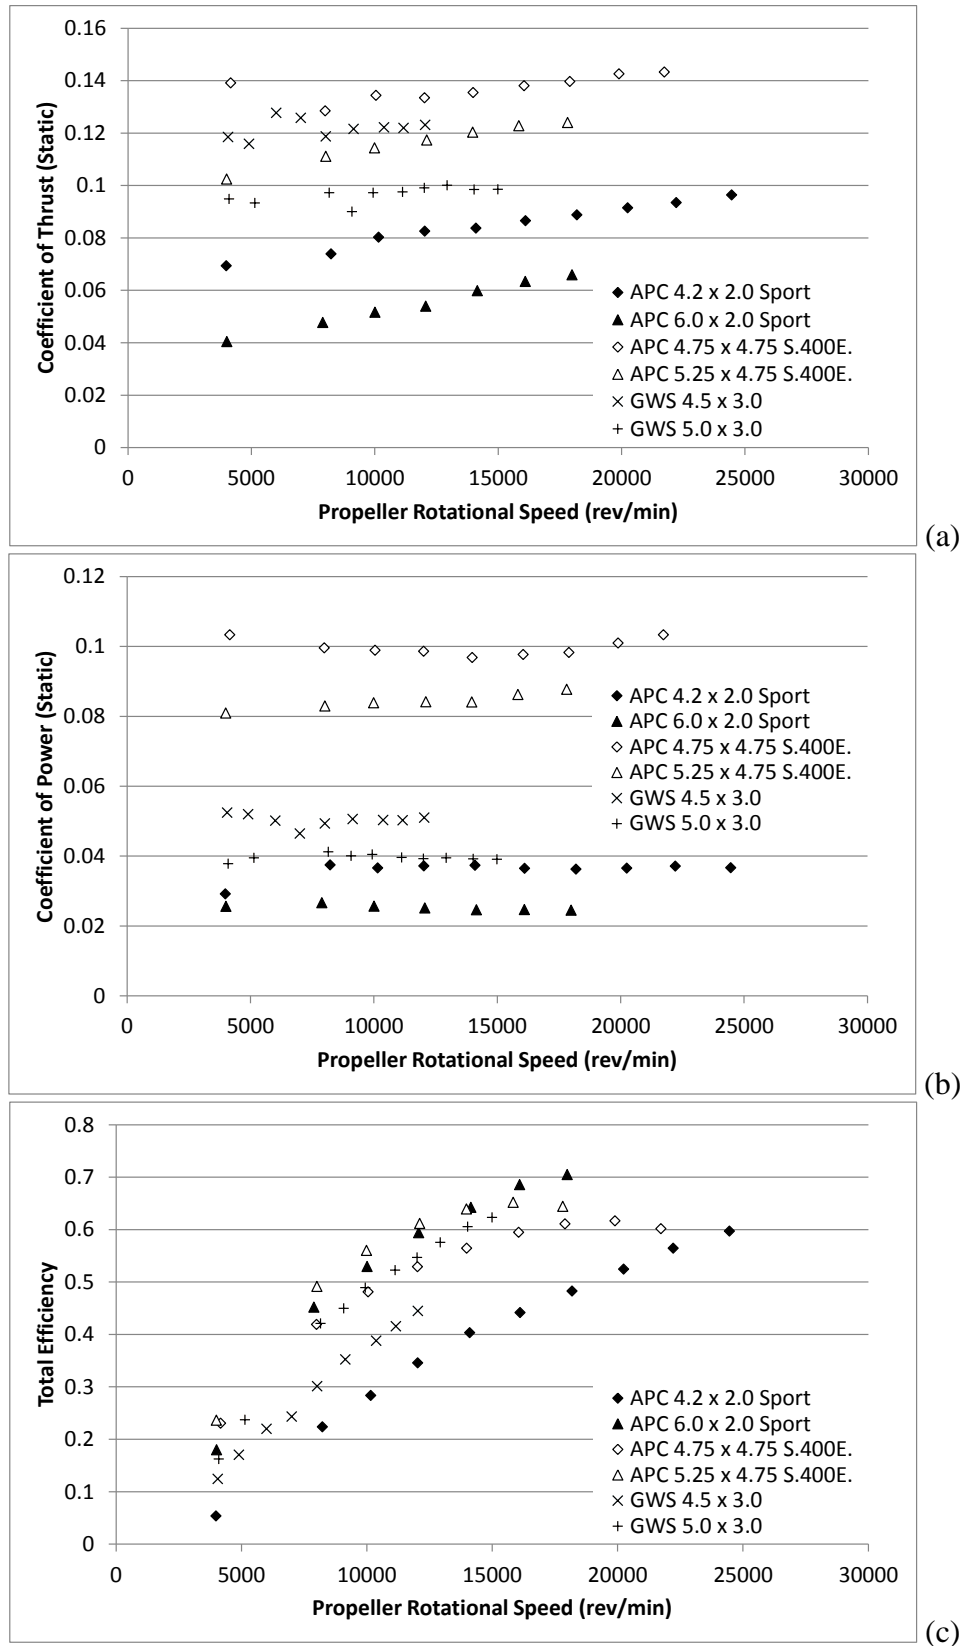 0.16
0.14
0.12
0.1
0.08
0.06
0.04
0.02
0
Coefficient of Thrust (Static)
APC 4.2 x 2.0 Sport
APC 6.0 x 2.0 Sport
APC 4.75 x 4.75 S.400E.
APC 5.25 x 4.75 S.400E.
GWS 4.5 x 3.0
GWS 5.0 x 3.0
0 5000 10000 15000 20000 25000 30000
Propeller Rotational Speed (rev/min)
(a)
0.12
0.1
0.08
0.06
0.04
0.02
0
Coefficient of Power (Static)
APC 4.2 x 2.0 Sport
APC 6.0 x 2.0 Sport
APC 4.75 x 4.75 S.400E.
APC 5.25 x 4.75 S.400E.
GWS 4.5 x 3.0
GWS 5.0 x 3.0
0 5000 10000 15000 20000 25000 30000
Propeller Rotational Speed (rev/min)
(b)
0.8
0.7
0.6
0.5
0.4
0.3
0.2
0.1
0
Total Efficiency
APC 4.2 x 2.0 Sport
APC 6.0 x 2.0 Sport
APC 4.75 x 4.75 S.400E.
APC 5.25 x 4.75 S.400E.
GWS 4.5 x 3.0
GWS 5.0 x 3.0
0 5000 10000 15000 20000 25000 30000
Propeller Rotational Speed (rev/min)
(c)